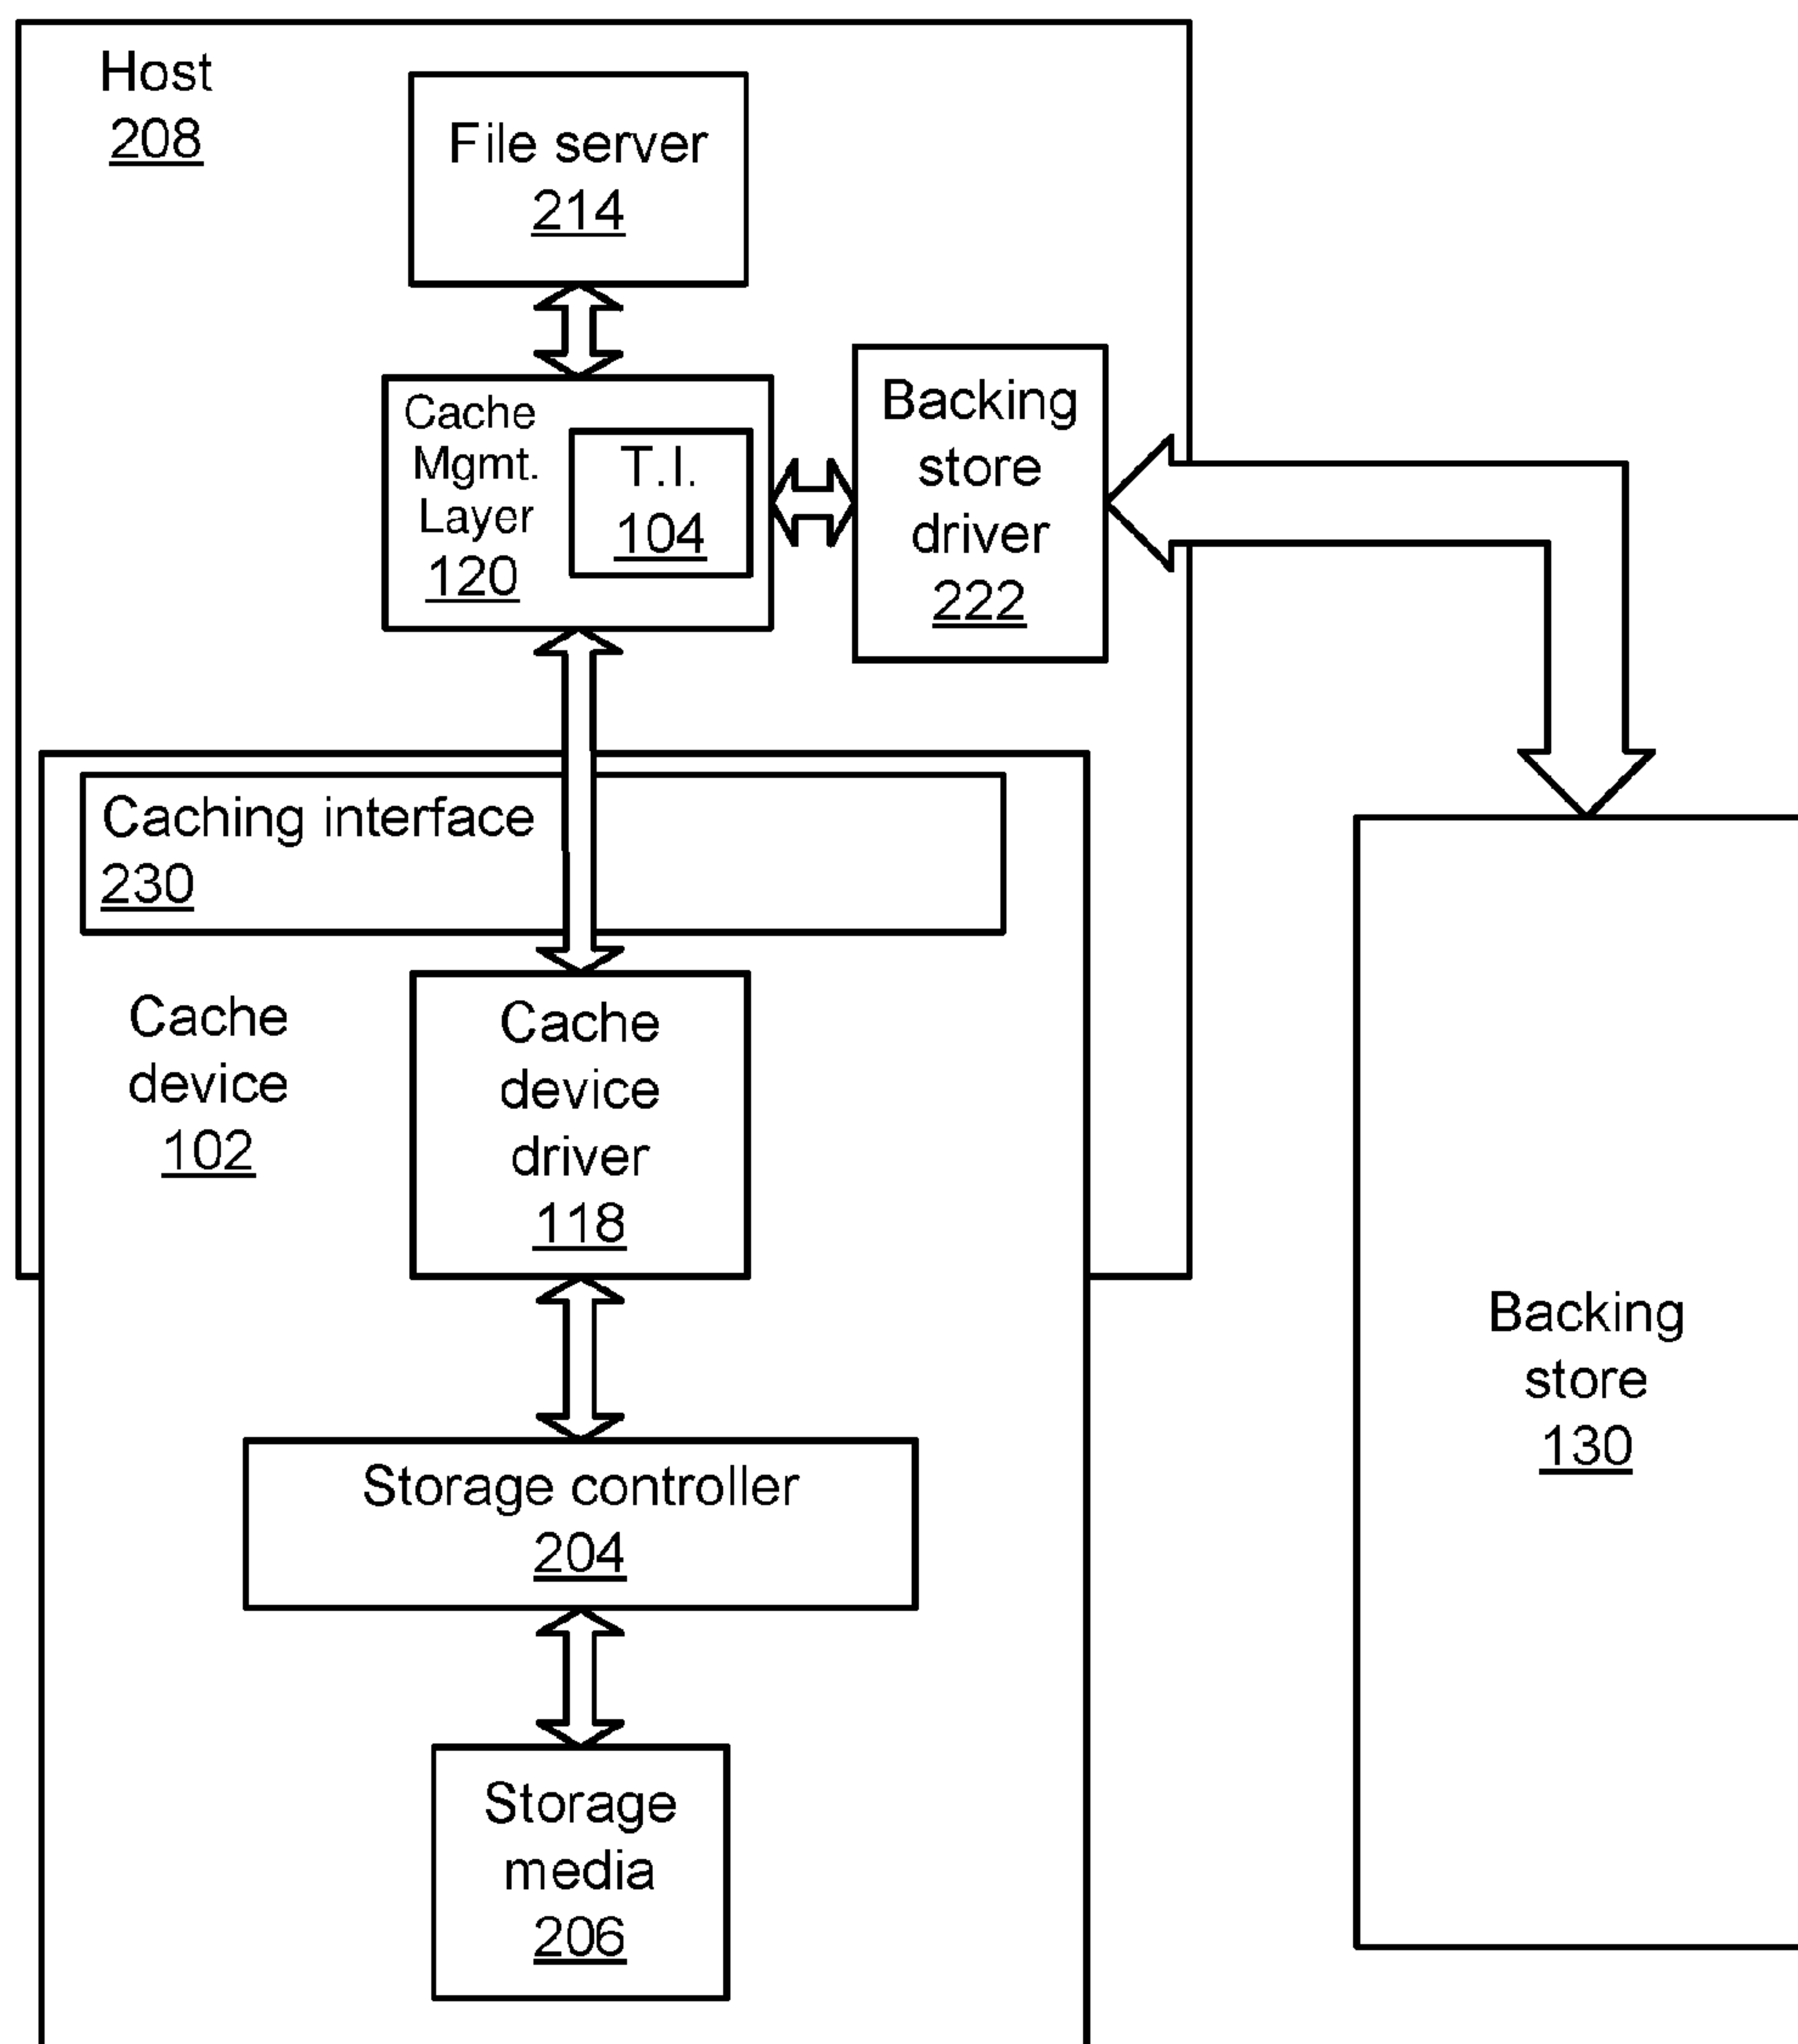 Host
208
File server
214
Cache
Mgmt.
Layer
120
T.I.
104
Backing
store
driver
222
Caching interface
230
Cache
device
102
Cache
device
driver
118
Storage controller
204
Storage
media
206
Backing
store
130